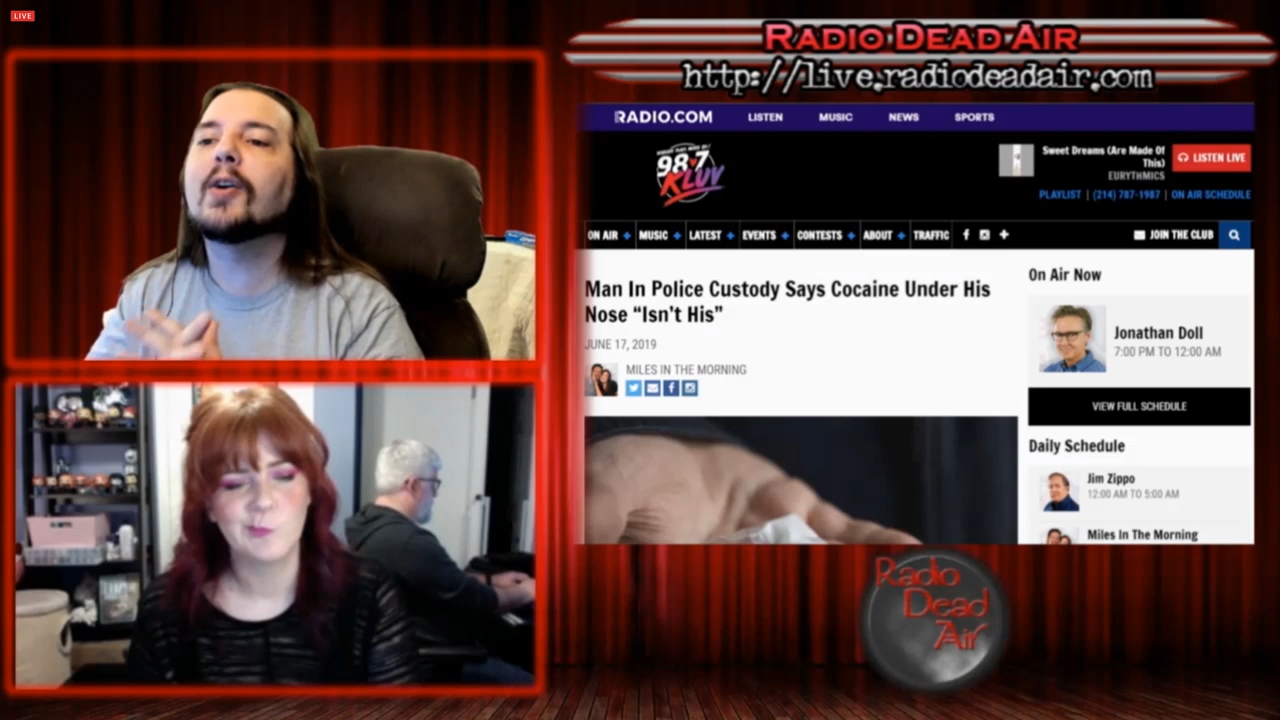 LIVE
RADIO DEAD AIR
http://live.radiodeadair.com
RADIO.COM LISTEN MUSIC NEWS SPORTS
98.7
KLUV
Sweet Dreams (Are Made Of
This)
EURYTHMICS
LISTEN LIVE
PLAYLIST | (214) 787-1987 | ON AIR SCHEDULE
ON AIR + MUSIC + LATEST + EVENTS + CONTESTS + ABOUT + TRAFFIC f + JOIN THE CLUB
Man In Police Custody Says Cocaine Under His
Nose “Isn’t His”
JUNE 17, 2019
MILES IN THE MORNING
On Air Now
Jonathan Doll
7:00 PM TO 12:00 AM
VIEW FULL SCHEDULE
Daily Schedule
Jim Zippo
12:00 AM TO 5:00 AM
Miles In The Morning
Radio
Dead
Air